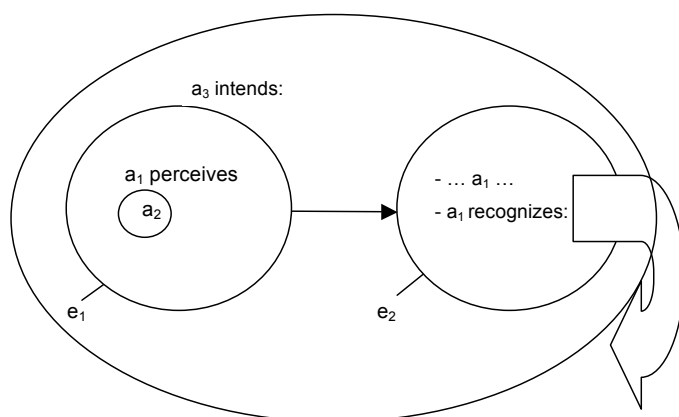 a₃ intends:
a₁ perceives
a₂
- … a₁ …
- a₁ recognizes:
e₁
e₂